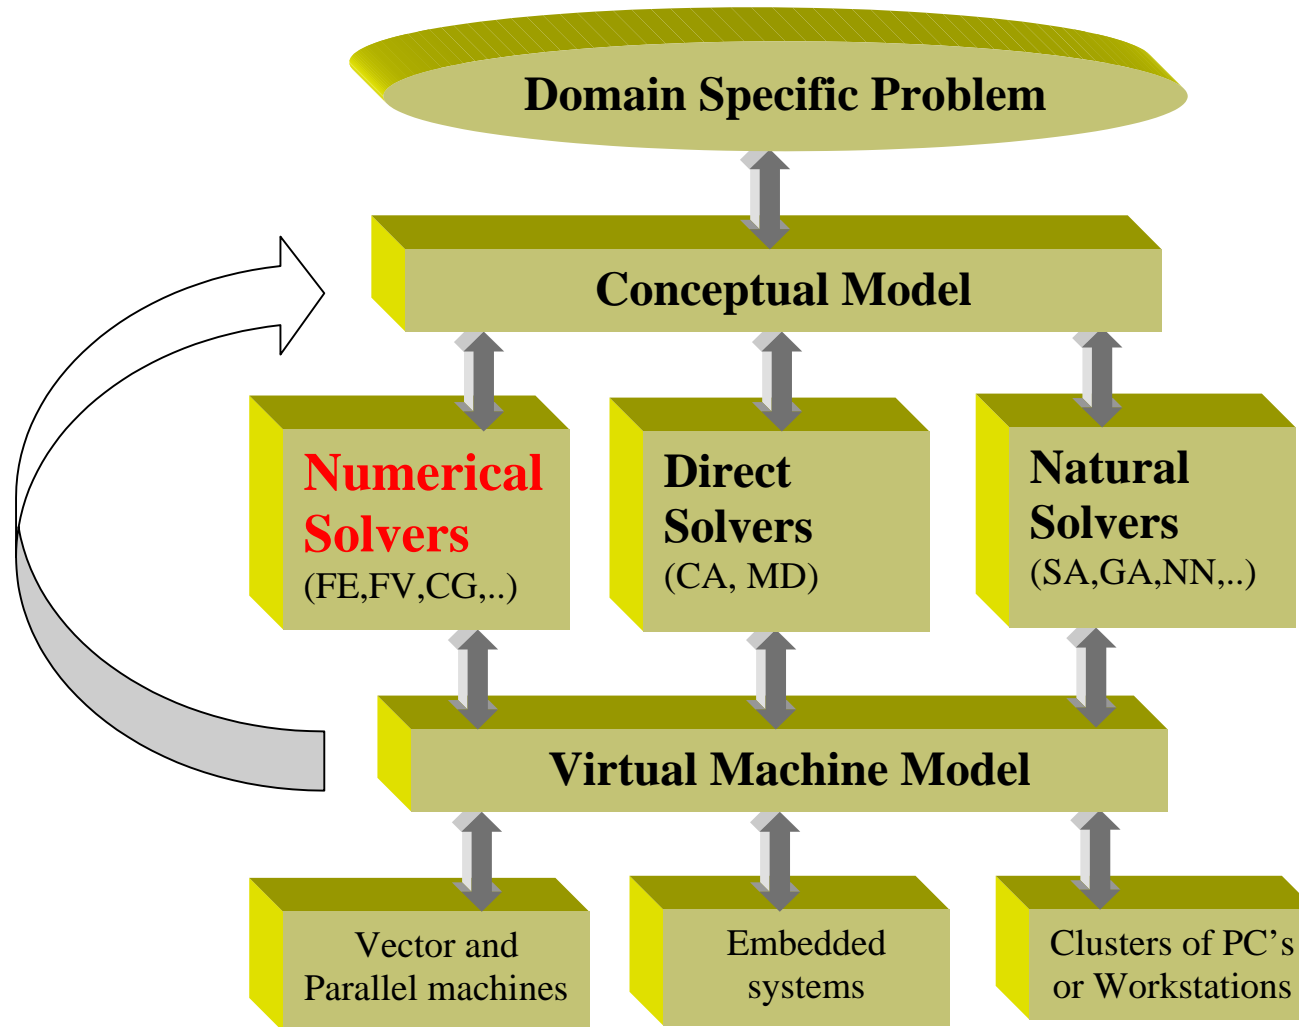 Domain Specific Problem
Conceptual Model
Numerical
Solvers
(FE,FV,CG,..)
Direct
Solvers
(CA, MD)
Natural
Solvers
(SA,GA,NN,..)
Virtual Machine Model
Vector and
Parallel machines
Embedded
systems
Clusters of PC’s
or Workstations